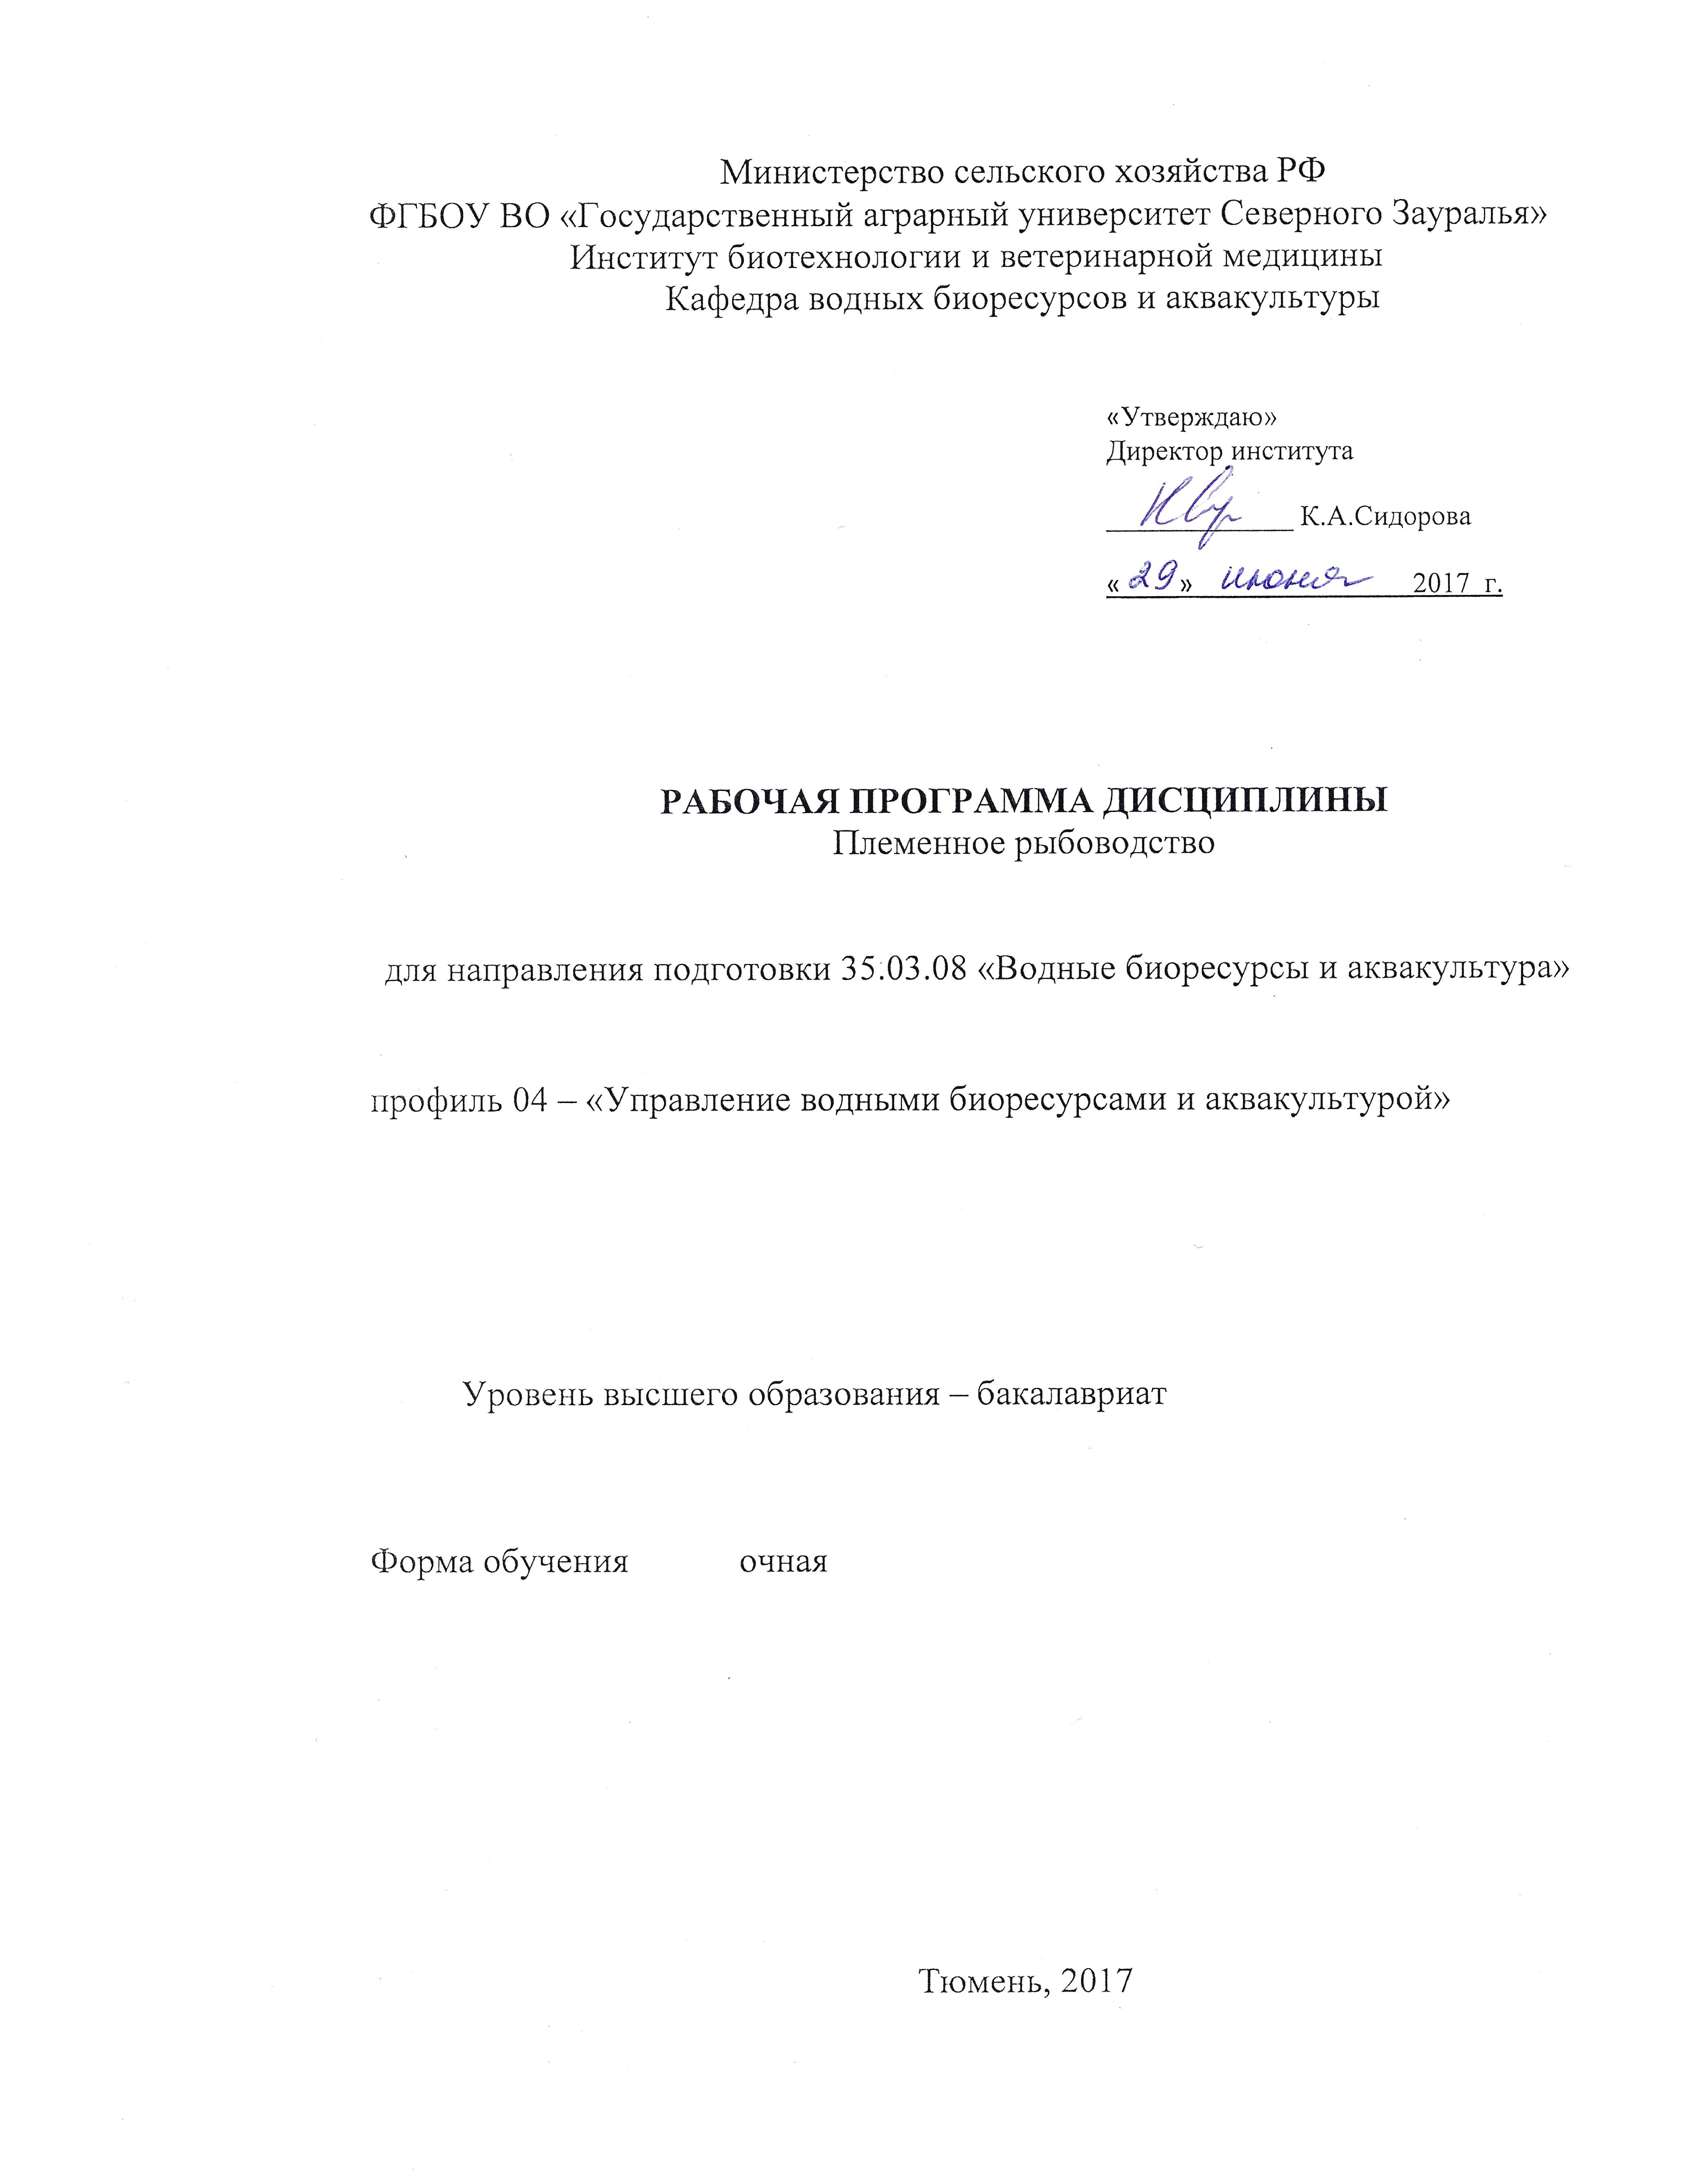 Министерство сельского хозяйства РФ
ФГБОУ ВО «Государственный аграрный университет Северного Зауралья»
Институт биотехнологии и ветеринарной медицины
Кафедра водных биоресурсов и аквакультуры
«Утверждаю»
Директор института
К.А.Сидорова
«29» июня 2017 г.
РАБОЧАЯ ПРОГРАММА ДИСЦИПЛИНЫ
Племенное рыбоводство
для направления подготовки 35.03.08 «Водные биоресурсы и аквакультура»
профиль 04 – «Управление водными биоресурсами и аквакультурой»
Уровень высшего образования – бакалавриат
Форма обучения очная
Тюмень, 2017